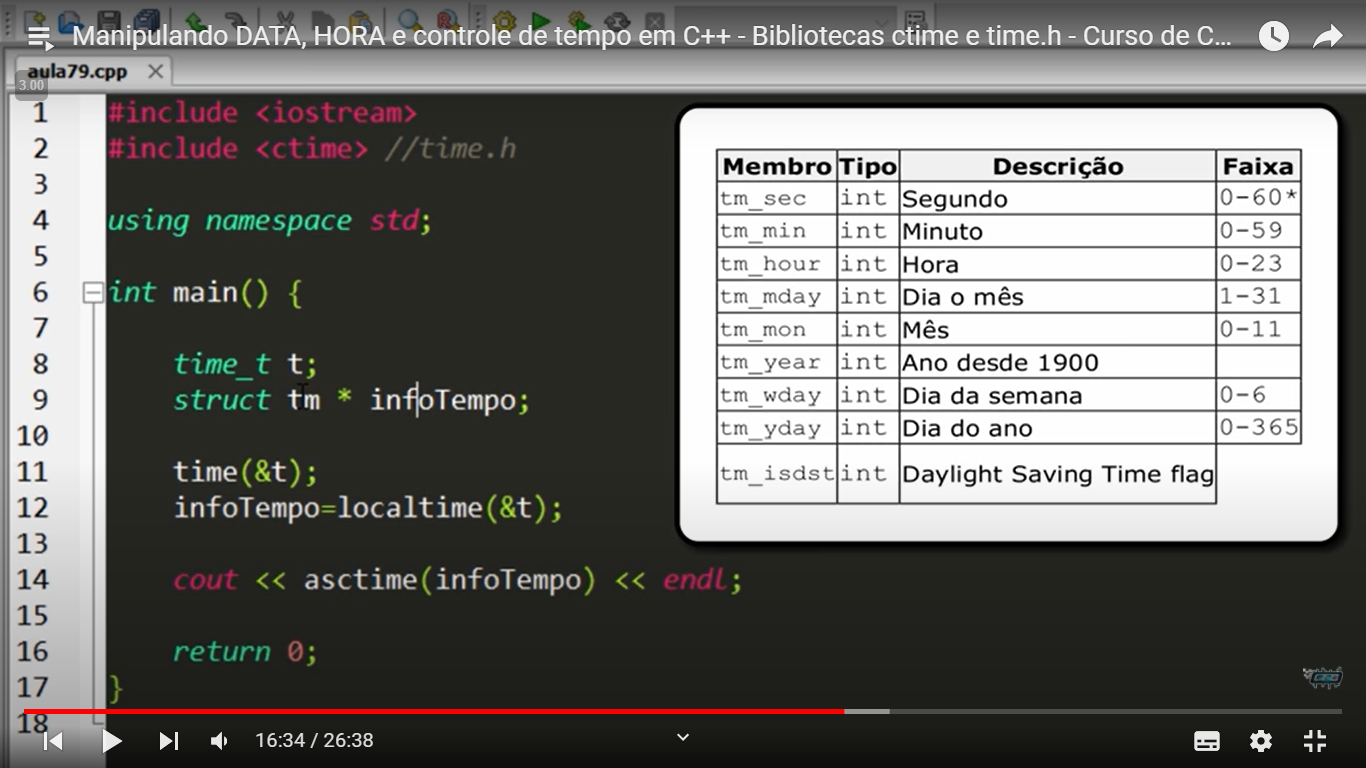 Manipulando DATA, HORA e controle de tempo em C++ - Bibliotecas ctime e time.h - Curso de C...
aula79.cpp
3.00
1 #include <iostream>
2 #include <ctime> //time.h
3
4 using namespace std;
5
6 int main() {
7
8 time_t t;
9 struct tm * infoTempo;
10
11 time(&t);
12 infoTempo=localtime(&t);
13
14 cout << asctime(infoTempo) << endl;
15
16 return 0;
17 }
18
Membro Tipo Descrição Faixa
tm_sec int Segundo 0-60*
tm_min int Minuto 0-59
tm_hour int Hora 0-23
tm_mday int Dia o mês 1-31
tm_mon int Mês 0-11
tm_year int Ano desde 1900
tm_wday int Dia da semana 0-6
tm_yday int Dia do ano 0-365
tm_isdst int Daylight Saving Time flag
16:34 / 26:38